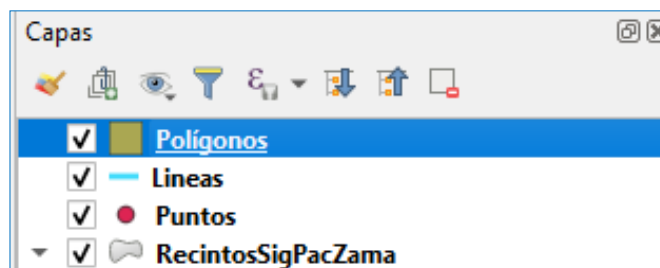 Capas
Polígonos
Lineas
Puntos
RecintosSigPacZama